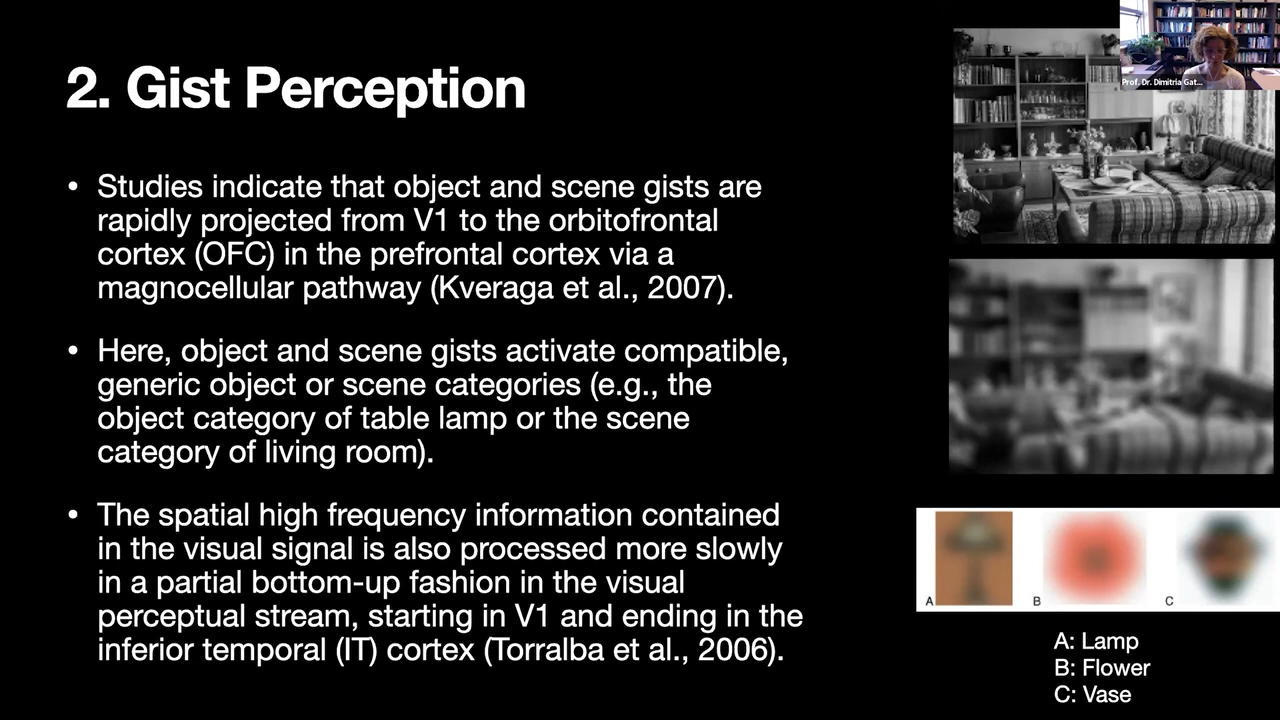 2. Gist Perception
• Studies indicate that object and scene gists are
rapidly projected from V1 to the orbitofrontal
cortex (OFC) in the prefrontal cortex via a
magnocellular pathway (Kveraga et al., 2007).
• Here, object and scene gists activate compatible,
generic object or scene categories (e.g., the
object category of table lamp or the scene
category of living room).
• The spatial high frequency information contained
in the visual signal is also processed more slowly
in a partial bottom-up fashion in the visual
perceptual stream, starting in V1 and ending in the
inferior temporal (IT) cortex (Torralba et al., 2006).
Prof. Dr. Dimitria Gat...
A B C
A: Lamp
B: Flower
C: Vase